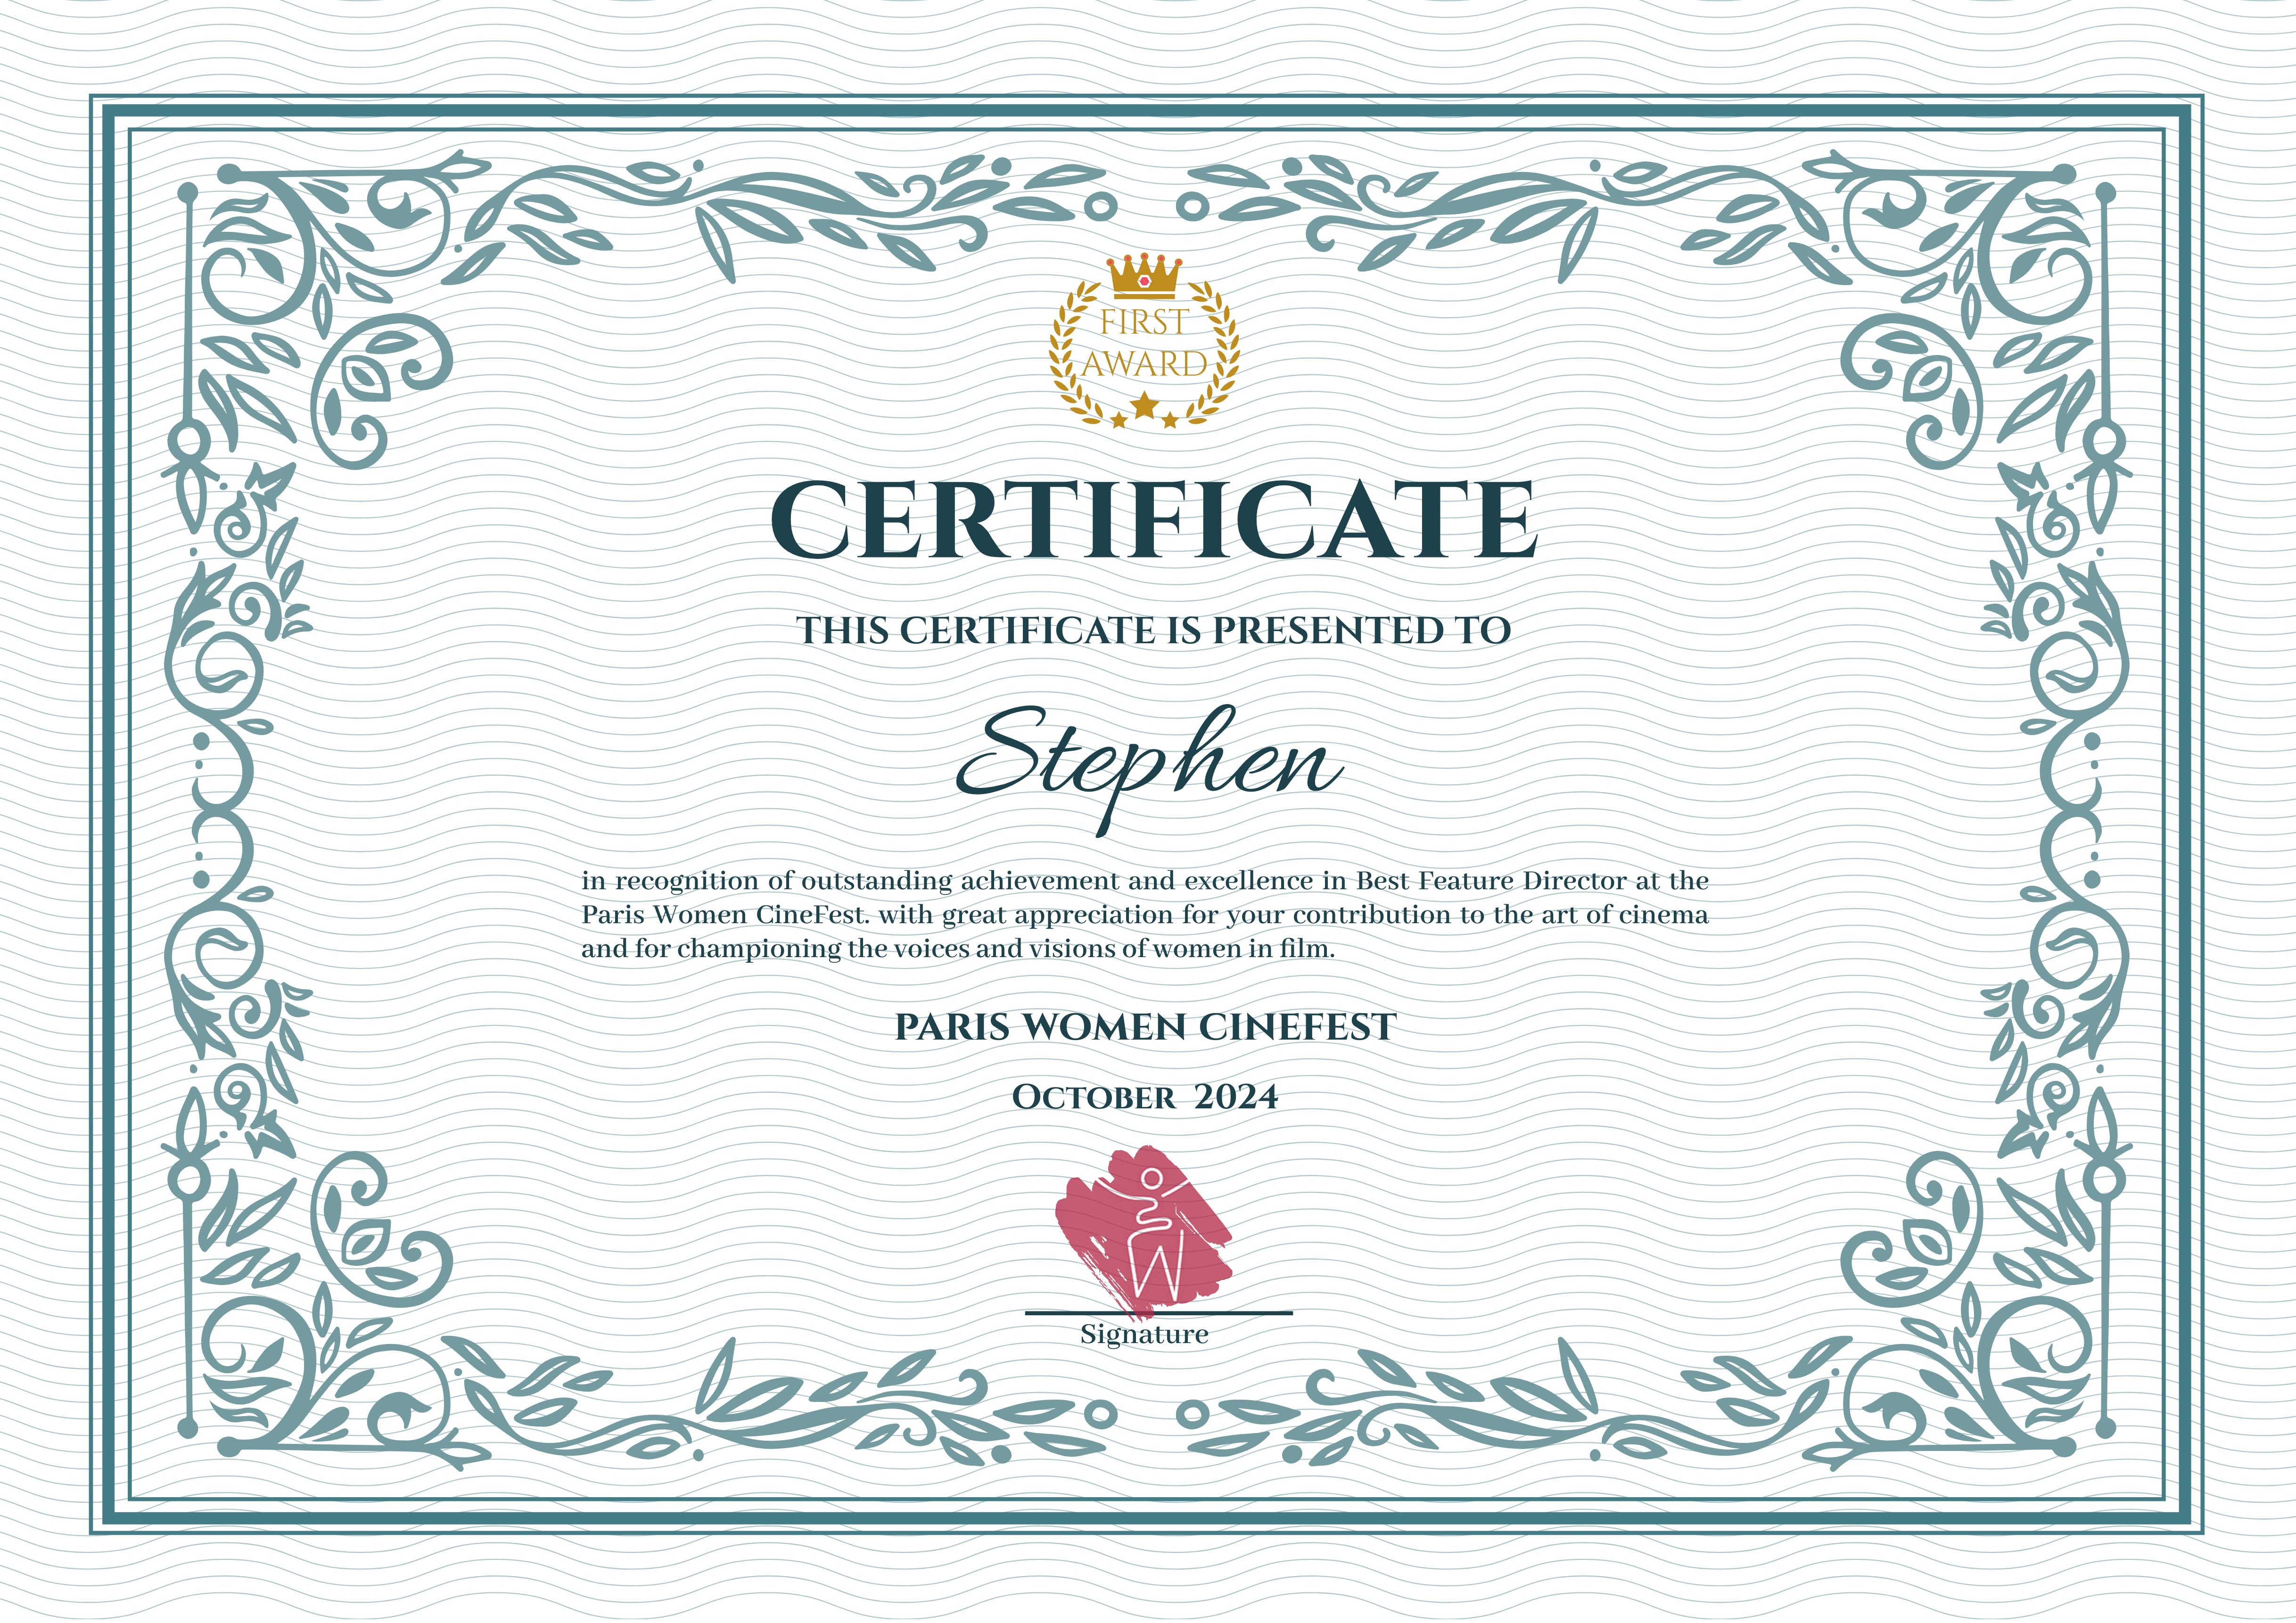 FIRST
AWARD
CERTIFICATE
THIS CERTIFICATE IS PRESENTED TO
Stephen
in recognition of outstanding achievement and excellence in Best Feature Director at the
Paris Women CineFest. with great appreciation for your contribution to the art of cinema
and for championing the voices and visions of women in film.
PARIS WOMEN CINEFEST
October 2024
Signature